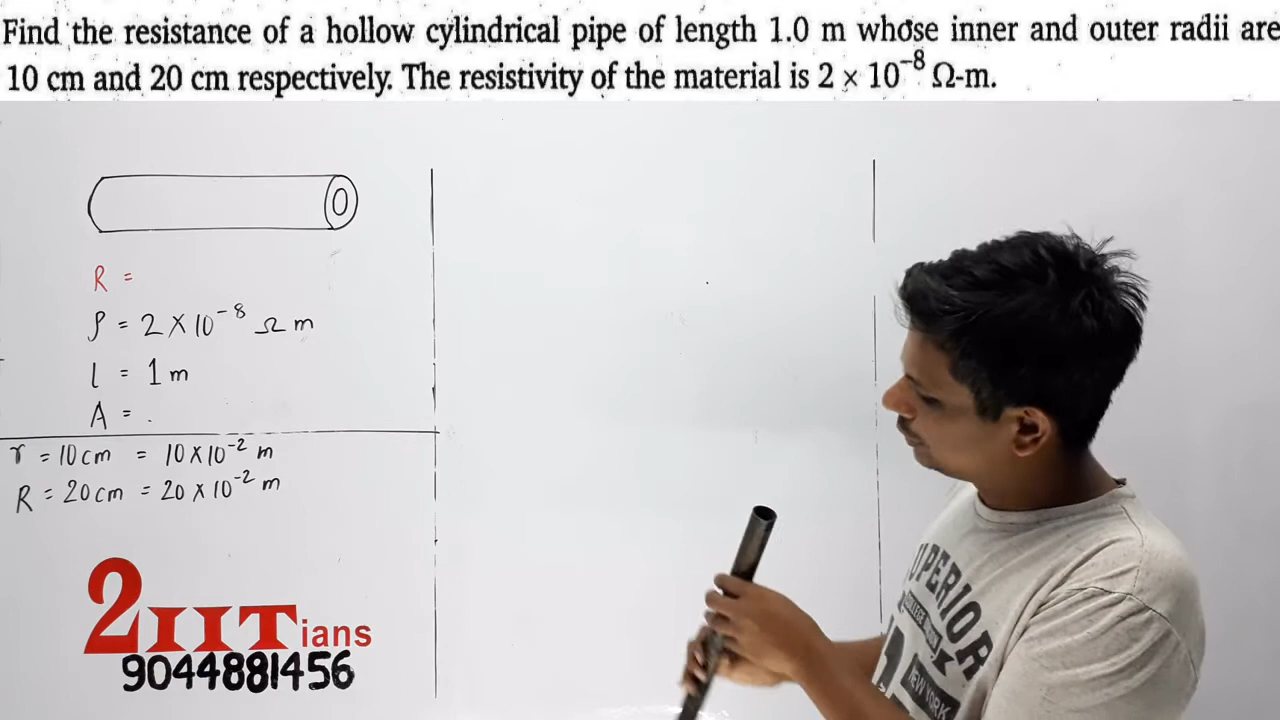 Find the resistance of a hollow cylindrical pipe of length 1.0 m whose inner and outer radii are
10 cm and 20 cm respectively. The resistivity of the material is 2 × 10⁻⁸ Ω-m.
R =
ρ = 2 × 10⁻⁸ Ω m
l = 1 m
A = .
r = 10 cm = 10 × 10⁻² m
R = 20 cm = 20 × 10⁻² m
2IITians
9044881456
SUPERIOR
NEW YORK